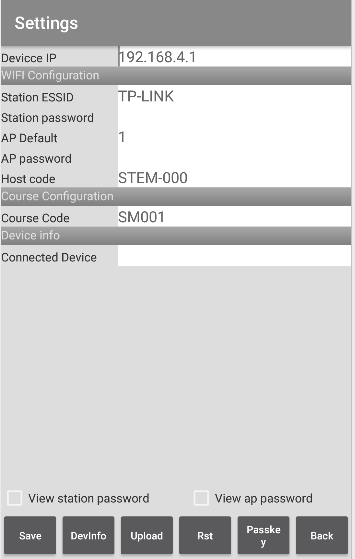 Settings
Devicce IP 192.168.4.1
WIFI Configuration
Station ESSID TP-LINK
Station password
AP Default 1
AP password
Host code STEM-000
Course Configuration
Course Code SM001
Device info
Connected Device
View station password View ap password
Save DevInfo Upload Rst Passke Back
y